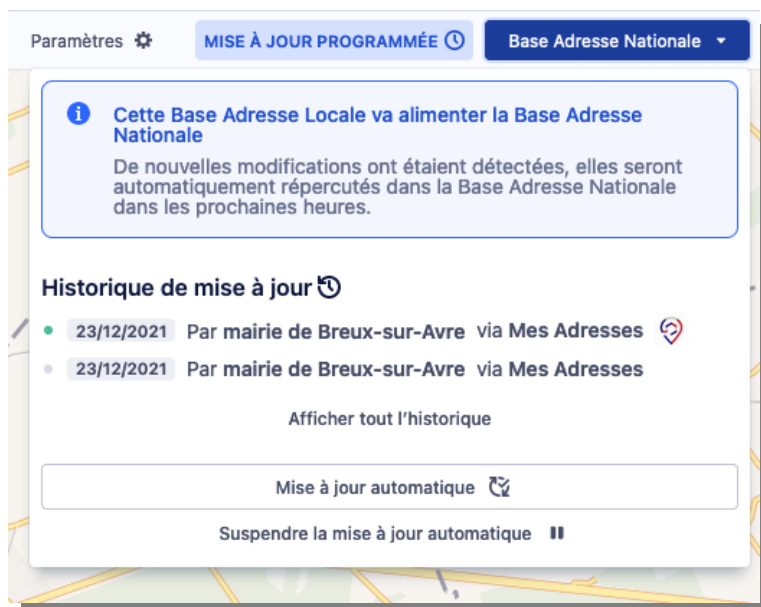 Paramètres MISE À JOUR PROGRAMMÉE Base Adresse Nationale
Cette Base Adresse Locale va alimenter la Base Adresse
Nationale
De nouvelles modifications ont étaient détectées, elles seront
automatiquement répercutés dans la Base Adresse Nationale
dans les prochaines heures.
Historique de mise à jour
23/12/2021 Par mairie de Breux-sur-Avre via Mes Adresses
23/12/2021 Par mairie de Breux-sur-Avre via Mes Adresses
Afficher tout l'historique
Mise à jour automatique
Suspendre la mise à jour automatique